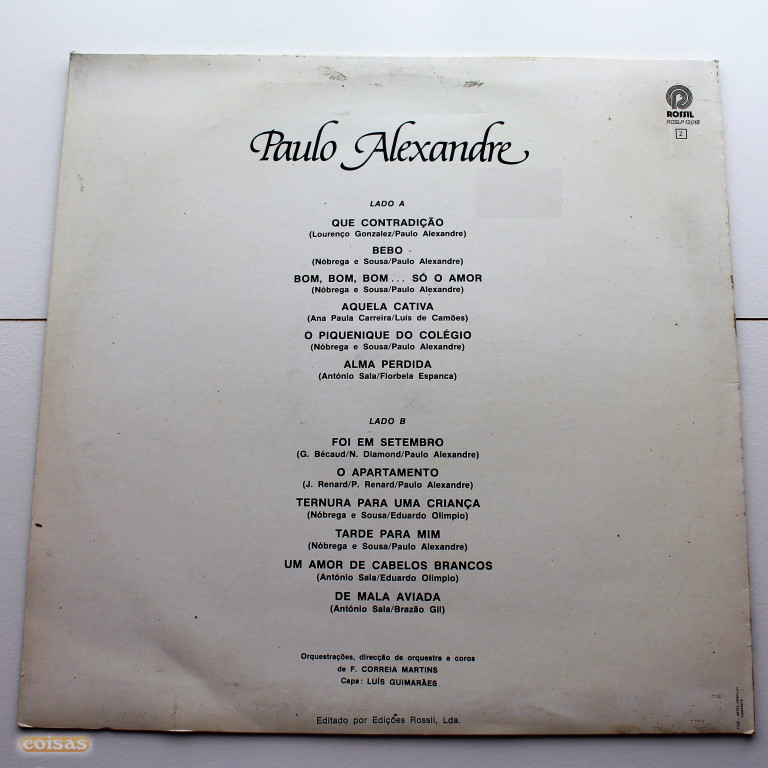 ROSSIL
ROSLP 12.018
2
Paulo Alexandre
LADO A
QUE CONTRADIÇÃO
(Lourenço Gonzalez/Paulo Alexandre)
BEBO
(Nóbrega e Sousa/Paulo Alexandre)
BOM, BOM, BOM ... SÓ O AMOR
(Nóbrega e Sousa/Paulo Alexandre)
AQUELA CATIVA
(Ana Paula Carreira/Luís de Camões)
O PIQUENIQUE DO COLÉGIO
(Nóbrega e Sousa/Paulo Alexandre)
ALMA PERDIDA
(António Sala/Florbela Espanca)
LADO B
FOI EM SETEMBRO
(G. Bécaud/N. Diamond/Paulo Alexandre)
O APARTAMENTO
(J. Renard/P. Renard/Paulo Alexandre)
TERNURA PARA UMA CRIANÇA
(Nóbrega e Sousa/Eduardo Olímpio)
TARDE PARA MIM
(Nóbrega e Sousa/Paulo Alexandre)
UM AMOR DE CABELOS BRANCOS
(António Sala/Eduardo Olímpio)
DE MALA AVIADA
(António Sala/Brazão Gil)
Orquestrações, direcção de orquestra e coros
de F. CORREIA MARTINS
Capa: LUÍS GUIMARÃES
Editado por Edições Rossil, Lda.
coisas